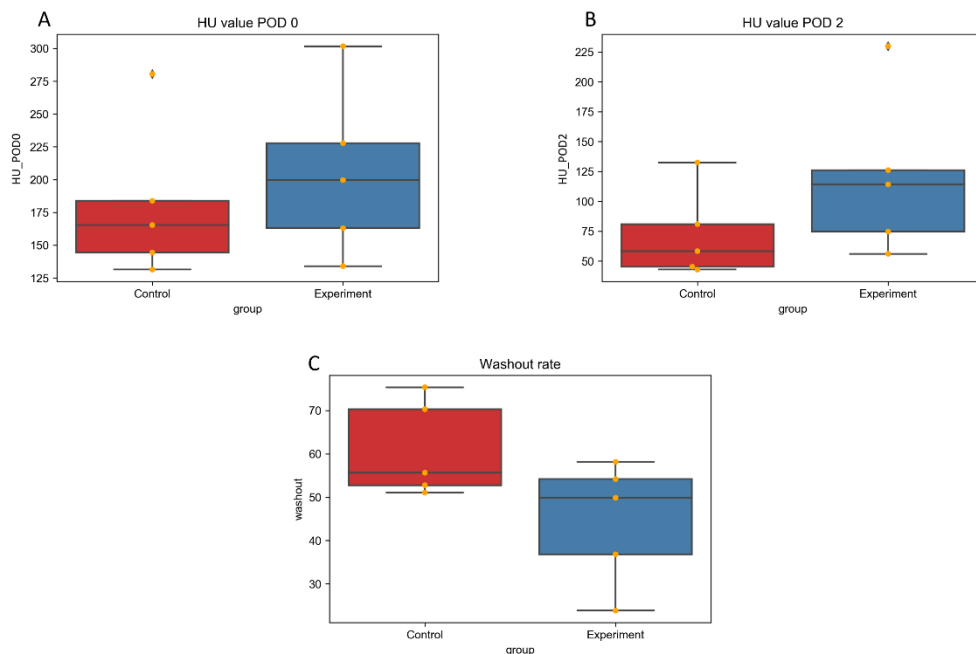 A
HU value POD 0
HU_POD0
300
275
250
225
200
175
150
125
Control
Experiment
group
B
HU value POD 2
HU_POD2
225
200
175
150
125
100
75
50
Control
Experiment
group
C
Washout rate
washout
70
60
50
40
30
Control
Experiment
group